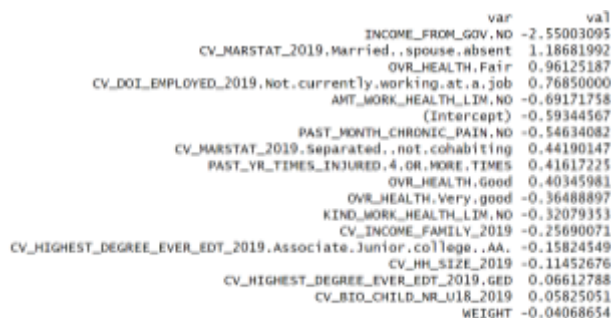 var val
INCOME_FROM_GOV.NO -2.55003095
CV_MARSTAT_2019.Married..spouse.absent 1.18681992
OVR_HEALTH.Fair 0.96125187
CV_DOI_EMPLOYED_2019.Not.currently.working.at.a.job 0.76850000
AMT_WORK_HEALTH_LIM.NO -0.69171758
(Intercept) -0.59344567
PAST_MONTH_CHRONIC_PAIN.NO -0.54634082
CV_MARSTAT_2019.Separated..not.cohabiting 0.44190147
PAST_YR_TIMES_INJURED.4.OR.MORE.TIMES 0.41617225
OVR_HEALTH.Good 0.40345981
OVR_HEALTH.Very.good -0.36488897
KIND_WORK_HEALTH_LIM.NO -0.32079353
CV_INCOME_FAMILY_2019 -0.25690071
CV_HIGHEST_DEGREE_EVER_EDT_2019.Associate.Junior.college..AA. -0.15824549
CV_HH_SIZE_2019 -0.11452676
CV_HIGHEST_DEGREE_EVER_EDT_2019.GED 0.06612788
CV_BIO_CHILD_NR_U18_2019 0.05825051
WEIGHT -0.04068654